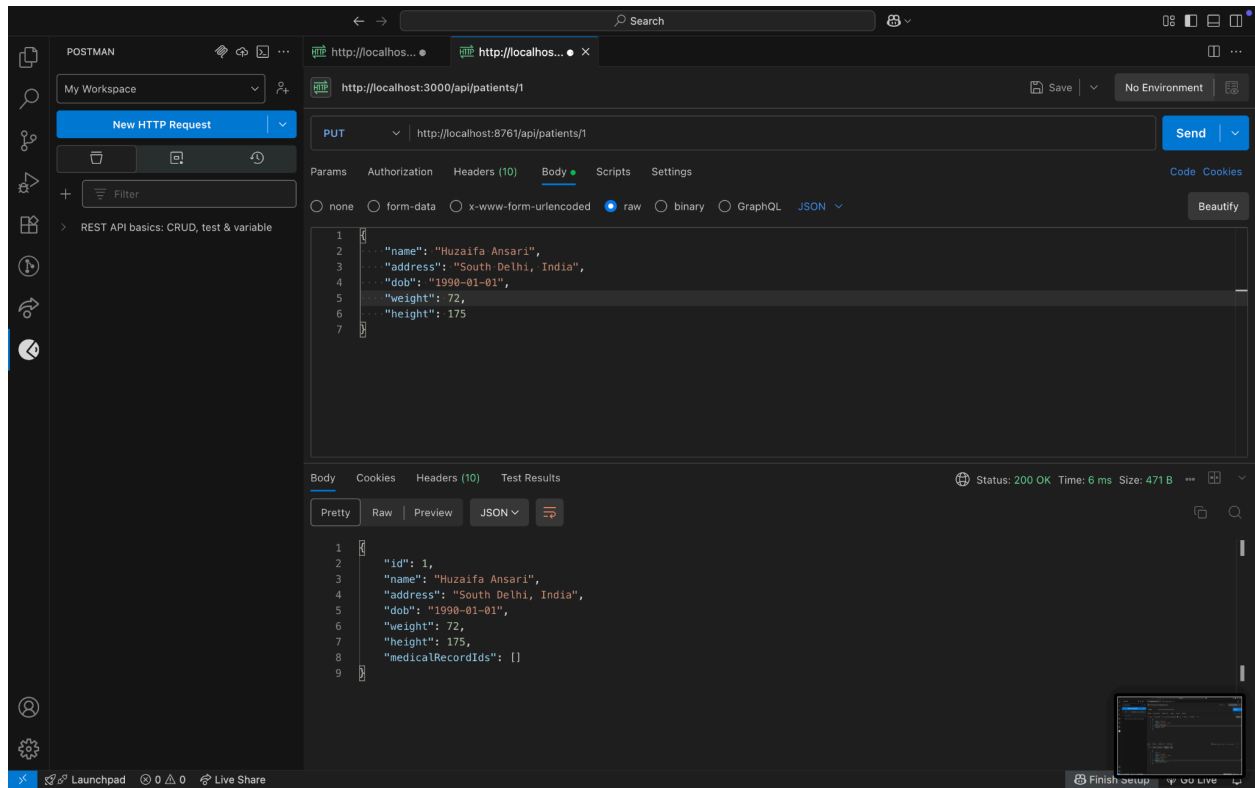 Search
POSTMAN
http://localhos...
http://localhos...
My Workspace
http://localhost:3000/api/patients/1
Save
No Environment
New HTTP Request
PUT
http://localhost:8761/api/patients/1
Send
Params Authorization Headers (10) Body Scripts Settings
Code Cookies
Filter
none form-data x-www-form-urlencoded raw binary GraphQL JSON
Beautify
REST API basics: CRUD, test & variable
1 {
2 "name": "Huzaifa Ansari",
3 "address": "South Delhi, India",
4 "dob": "1990-01-01",
5 "weight": 72,
6 "height": 175
7 }
Body Cookies Headers (10) Test Results
Status: 200 OK Time: 6 ms Size: 471 B
Pretty Raw Preview JSON
1 {
2 "id": 1,
3 "name": "Huzaifa Ansari",
4 "address": "South Delhi, India",
5 "dob": "1990-01-01",
6 "weight": 72,
7 "height": 175,
8 "medicalRecordIds": []
9 }
Launchpad 0 0 Live Share
Finish Setup Go Live